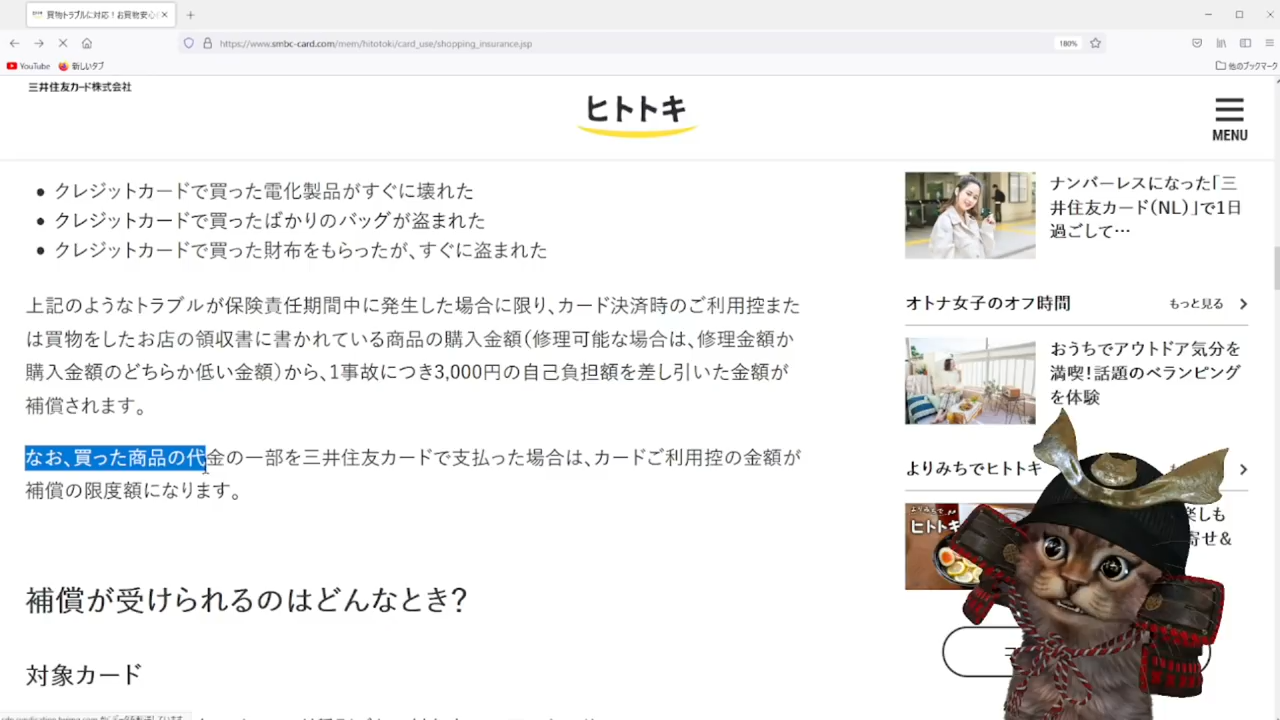 買物トラブルに対応！お買物安心
https://www.smbc-card.com/mem/hitotoki/card_use/shopping_insurance.jsp
180%
YouTube
新しいタブ
他のブックマーク
三井住友カード株式会社
ヒトトキ
MENU
● クレジットカードで買った電化製品がすぐに壊れた
● クレジットカードで買ったばかりのバッグが盗まれた
● クレジットカードで買った財布をもらったが、すぐに盗まれた
上記のようなトラブルが保険責任期間中に発生した場合に限り、カード決済時のご利用控また
は買物をしたお店の領収書に書かれている商品の購入金額（修理可能な場合は、修理金額か
購入金額のどちらか低い金額）から、1事故につき3,000円の自己負担額を差し引いた金額が
補償されます。
なお、買った商品の代金の一部を三井住友カードで支払った場合は、カードご利用控の金額が
補償の限度額になります。
補償が受けられるのはどんなとき？
対象カード
ナンバーレスになった「三
井住友カード（NL）」で1日
過ごして…
オトナ女子のオフ時間
もっと見る
おうちでアウトドア気分を
満喫！話題のベランピング
を体験
よりみちでヒトトキ
よりみちで
ヒトトキ
楽しも
寄せ＆